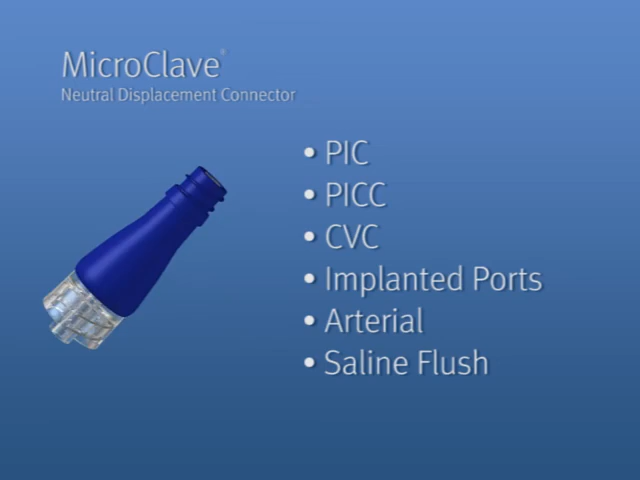 MicroClave®
Neutral Displacement Connector
• PIC
• PICC
• CVC
• Implanted Ports
• Arterial
• Saline Flush